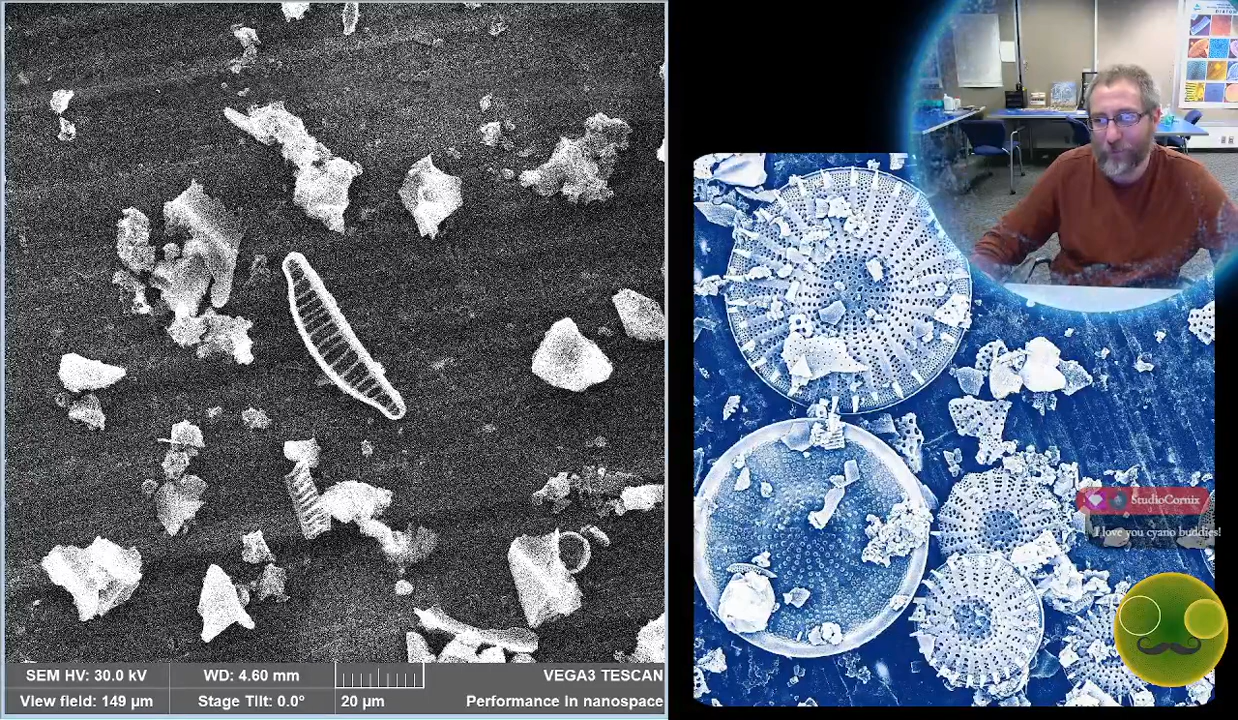 SEM HV: 30.0 kV
WD: 4.60 mm
VEGA3 TESCAN
View field: 149 µm
Stage Tilt: 0.0°
20 µm
Performance in nanospace
StudioCornix
I love you cyano buddies!